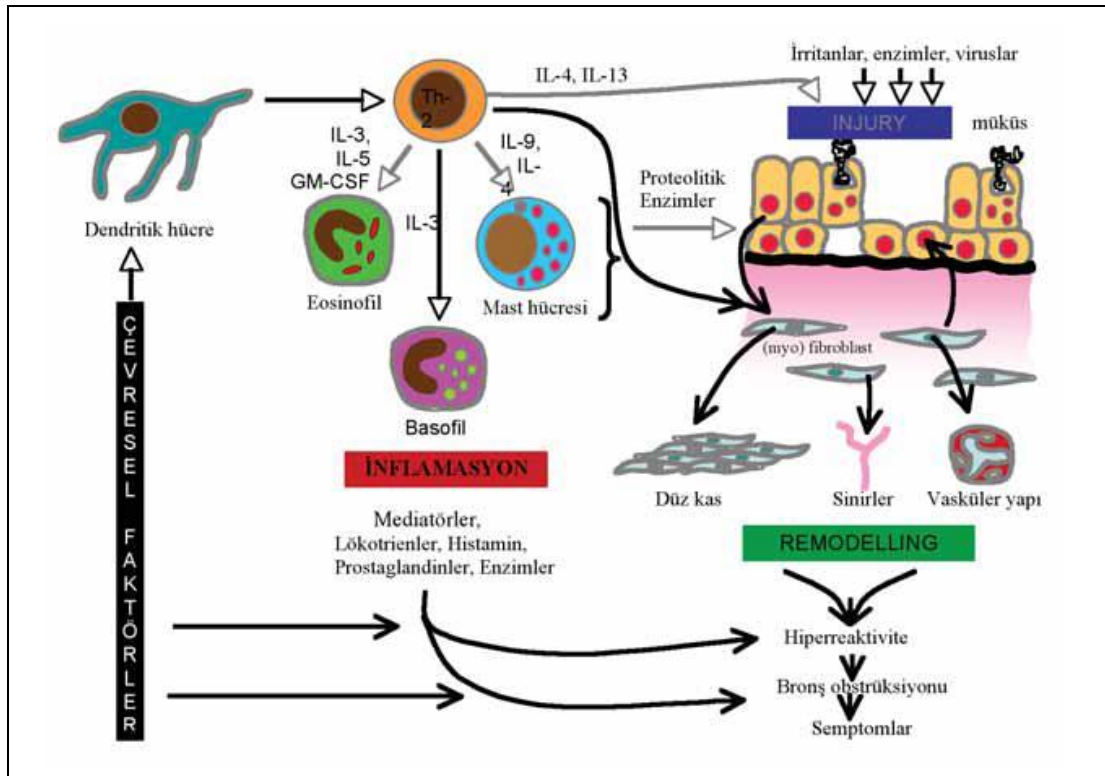 İrritanlar, enzimler, viruslar
IL-4, IL-13
Th-
2
INJURY
müküs
IL-3,
IL-5
GM-CSF
IL-9,
IL-
4
Proteolitik
Enzimler
Dendritik hücre
IL-3
Eosinofil
Mast hücresi
(myo) fibroblast
Basofil
ÇEVRESEL FAKTÖRLER
İNFLAMASYON
Düz kas
Sinirler
Vasküler yapı
Mediatörler,
Lökotrienler, Histamin,
Prostaglandinler, Enzimler
REMODELLING
Hiperreaktivite
Bronş obstrüksiyonu
Semptomlar